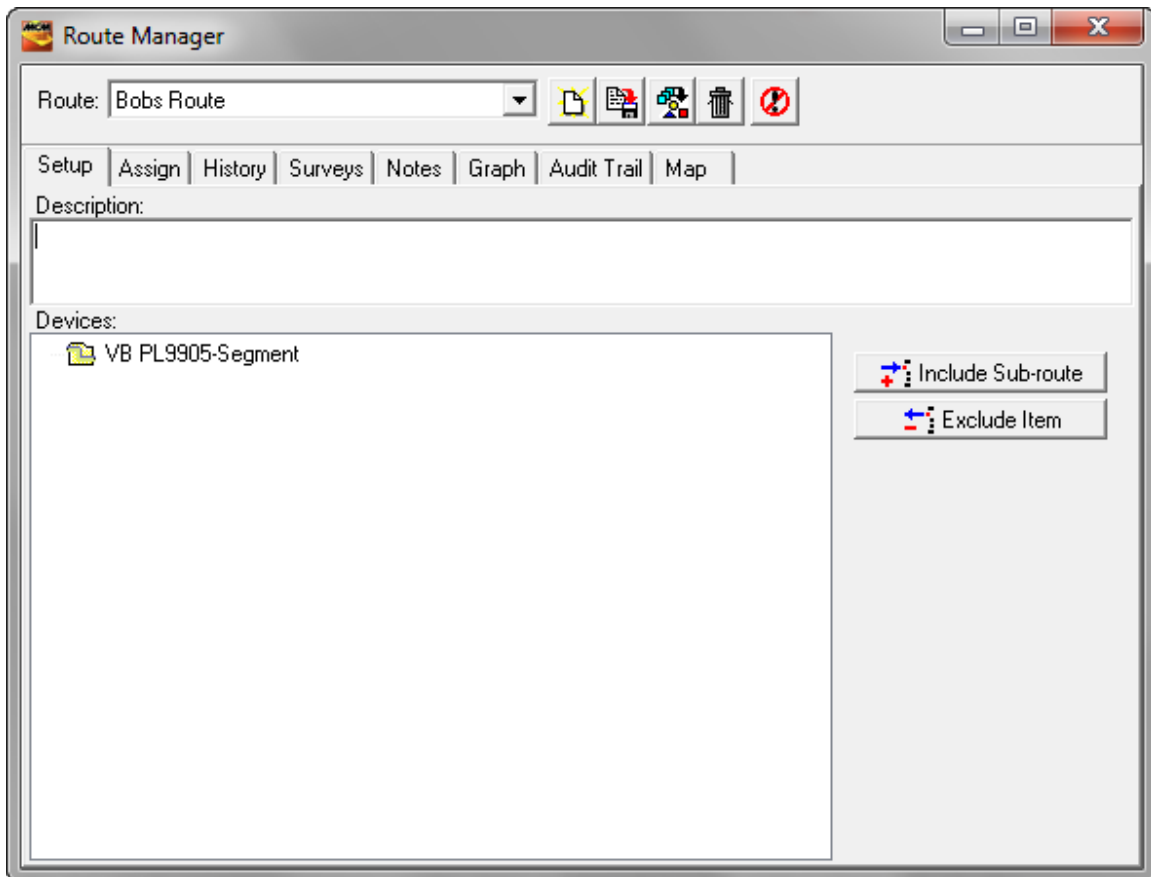 Route Manager
Route: Bobs Route
Setup Assign History Surveys Notes Graph Audit Trail Map
Description:
Devices:
VB PL9905-Segment
Include Sub-route
Exclude Item